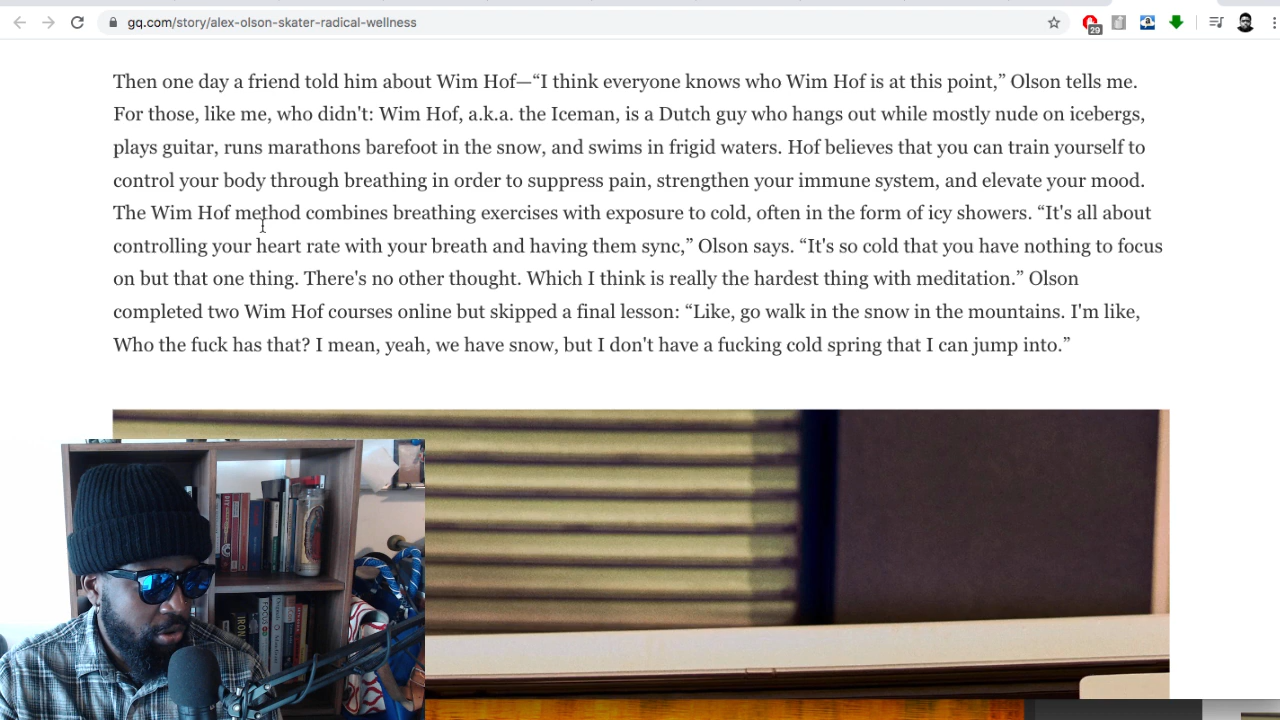 gq.com/story/alex-olson-skater-radical-wellness
29
Then one day a friend told him about Wim Hof—“I think everyone knows who Wim Hof is at this point,” Olson tells me.
For those, like me, who didn't: Wim Hof, a.k.a. the Iceman, is a Dutch guy who hangs out while mostly nude on icebergs,
plays guitar, runs marathons barefoot in the snow, and swims in frigid waters. Hof believes that you can train yourself to
control your body through breathing in order to suppress pain, strengthen your immune system, and elevate your mood.
The Wim Hof method combines breathing exercises with exposure to cold, often in the form of icy showers. “It's all about
controlling your heart rate with your breath and having them sync,” Olson says. “It's so cold that you have nothing to focus
on but that one thing. There's no other thought. Which I think is really the hardest thing with meditation.” Olson
completed two Wim Hof courses online but skipped a final lesson: “Like, go walk in the snow in the mountains. I'm like,
Who the fuck has that? I mean, yeah, we have snow, but I don't have a fucking cold spring that I can jump into.”